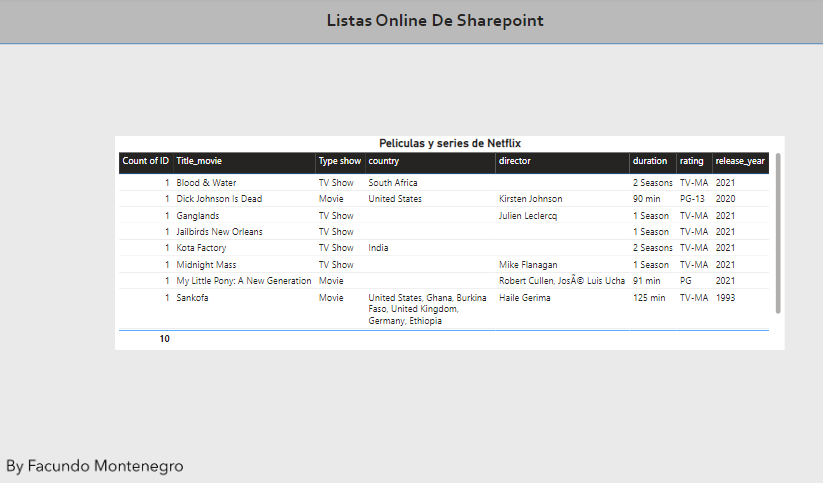 Listas Online De Sharepoint
Peliculas y series de Netflix
Count of ID Title_movie Type show country director duration rating release_year
1 Blood & Water TV Show South Africa 2 Seasons TV-MA 2021
1 Dick Johnson Is Dead Movie United States Kirsten Johnson 90 min PG-13 2020
1 Ganglands TV Show Julien Leclercq 1 Season TV-MA 2021
1 Jailbirds New Orleans TV Show 1 Season TV-MA 2021
1 Kota Factory TV Show India 2 Seasons TV-MA 2021
1 Midnight Mass TV Show Mike Flanagan 1 Season TV-MA 2021
1 My Little Pony: A New Generation Movie Robert Cullen, JosÃ© Luis Ucha 91 min PG 2021
1 Sankofa Movie United States, Ghana, Burkina Haile Gerima 125 min TV-MA 1993
Faso, United Kingdom,
Germany, Ethiopia
10
By Facundo Montenegro